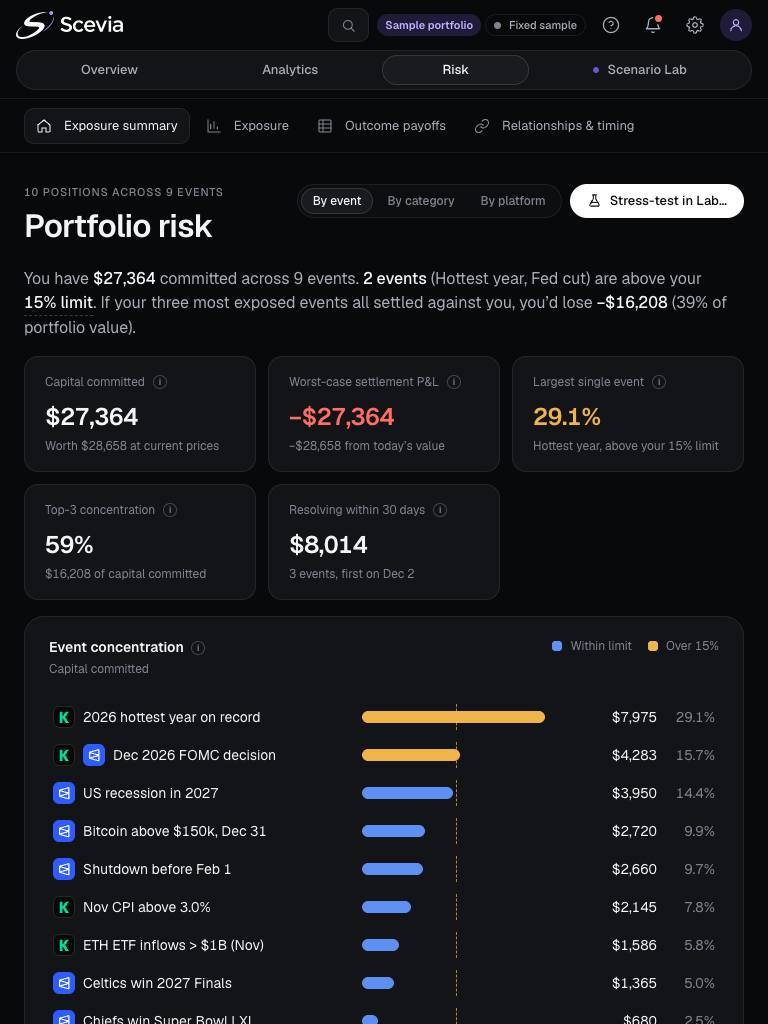 Scevia
Sample portfolio
Fixed sample
Overview
Analytics
Risk
Scenario Lab
Exposure summary
Exposure
Outcome payoffs
Relationships & timing
10 POSITIONS ACROSS 9 EVENTS
Portfolio risk
By event
By category
By platform
Stress-test in Lab...
You have $27,364 committed across 9 events. 2 events (Hottest year, Fed cut) are above your
15% limit. If your three most exposed events all settled against you, you’d lose −$16,208 (39% of
portfolio value).
Capital committed
$27,364
Worth $28,658 at current prices
Worst-case settlement P&L
−$27,364
−$28,658 from today’s value
Largest single event
29.1%
Hottest year, above your 15% limit
Top-3 concentration
59%
$16,208 of capital committed
Resolving within 30 days
$8,014
3 events, first on Dec 2
Event concentration
Capital committed
Within limit
Over 15%
K 2026 hottest year on record $7,975 29.1%
K Dec 2026 FOMC decision $4,283 15.7%
US recession in 2027 $3,950 14.4%
Bitcoin above $150k, Dec 31 $2,720 9.9%
Shutdown before Feb 1 $2,660 9.7%
K Nov CPI above 3.0% $2,145 7.8%
K ETH ETF inflows > $1B (Nov) $1,586 5.8%
Celtics win 2027 Finals $1,365 5.0%
Chiefs win Super Bowl LXI $680 2.5%